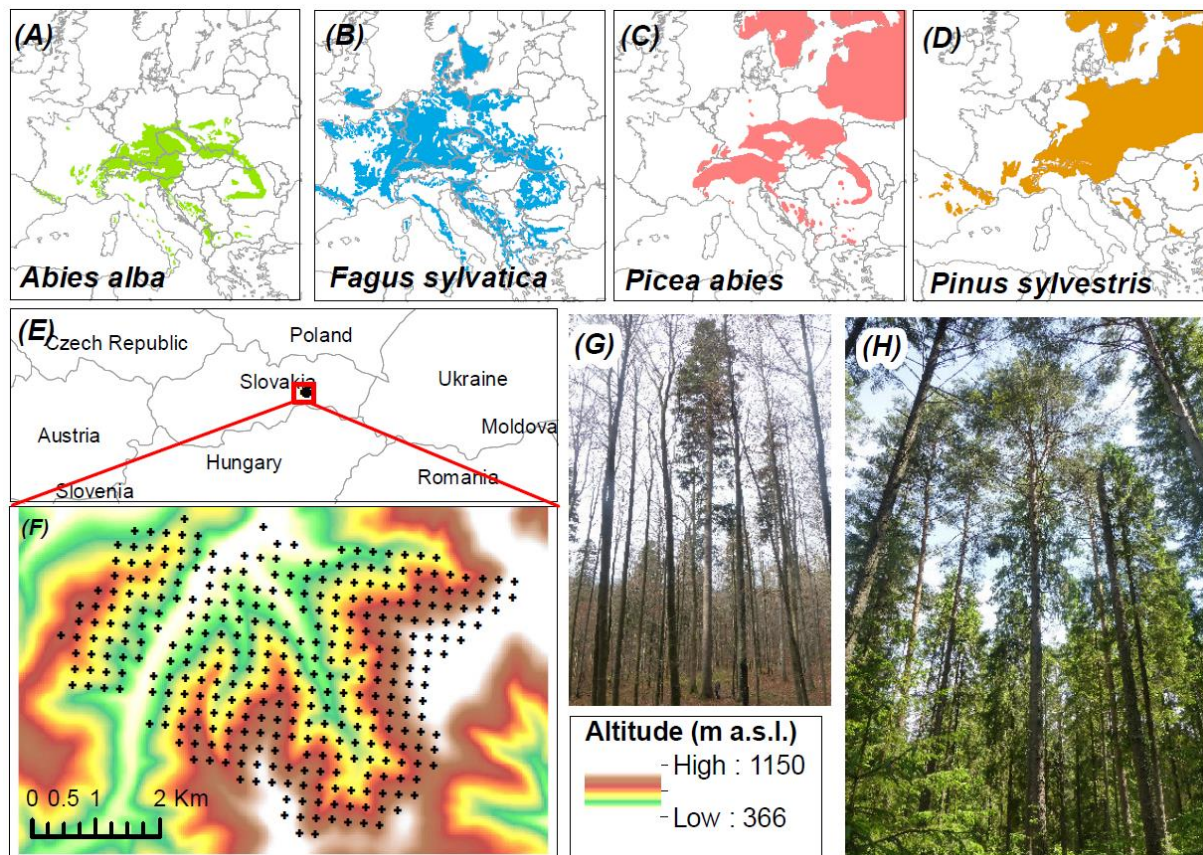 (A)
Abies alba
(B)
Fagus sylvatica
(C)
Picea abies
(D)
Pinus sylvestris
(E)
Czech Republic
Poland
Slovakia
Ukraine
Austria
Moldova
Hungary
Romania
Slovenia
(F)
0 0.5 1 2 Km
(G)
Altitude (m a.s.l.)
High : 1150
Low : 366
(H)